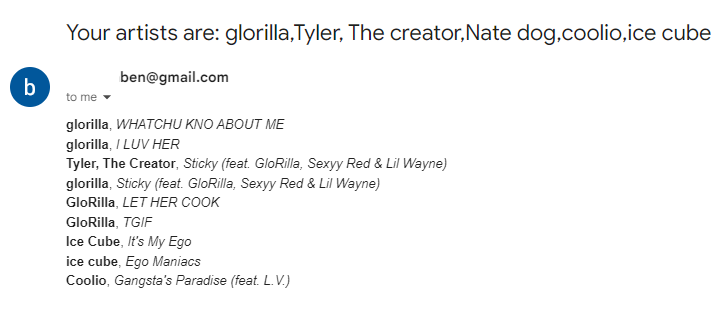 Your artists are: glorilla,Tyler, The creator,Nate dog,coolio,ice cube
b
ben@gmail.com
to me
glorilla, WHATCHU KNO ABOUT ME
glorilla, I LUV HER
Tyler, The Creator, Sticky (feat. GloRilla, Sexyy Red & Lil Wayne)
glorilla, Sticky (feat. GloRilla, Sexyy Red & Lil Wayne)
GloRilla, LET HER COOK
GloRilla, TGIF
Ice Cube, It's My Ego
ice cube, Ego Maniacs
Coolio, Gangsta's Paradise (feat. L.V.)